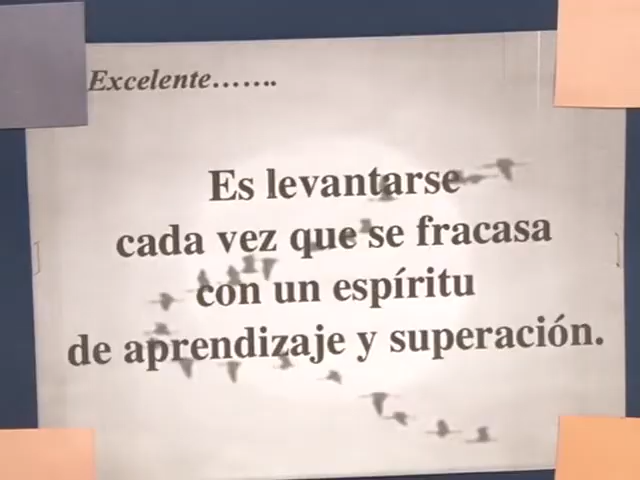 Excelente.......
Es levantarse
cada vez que se fracasa
con un espíritu
de aprendizaje y superación.